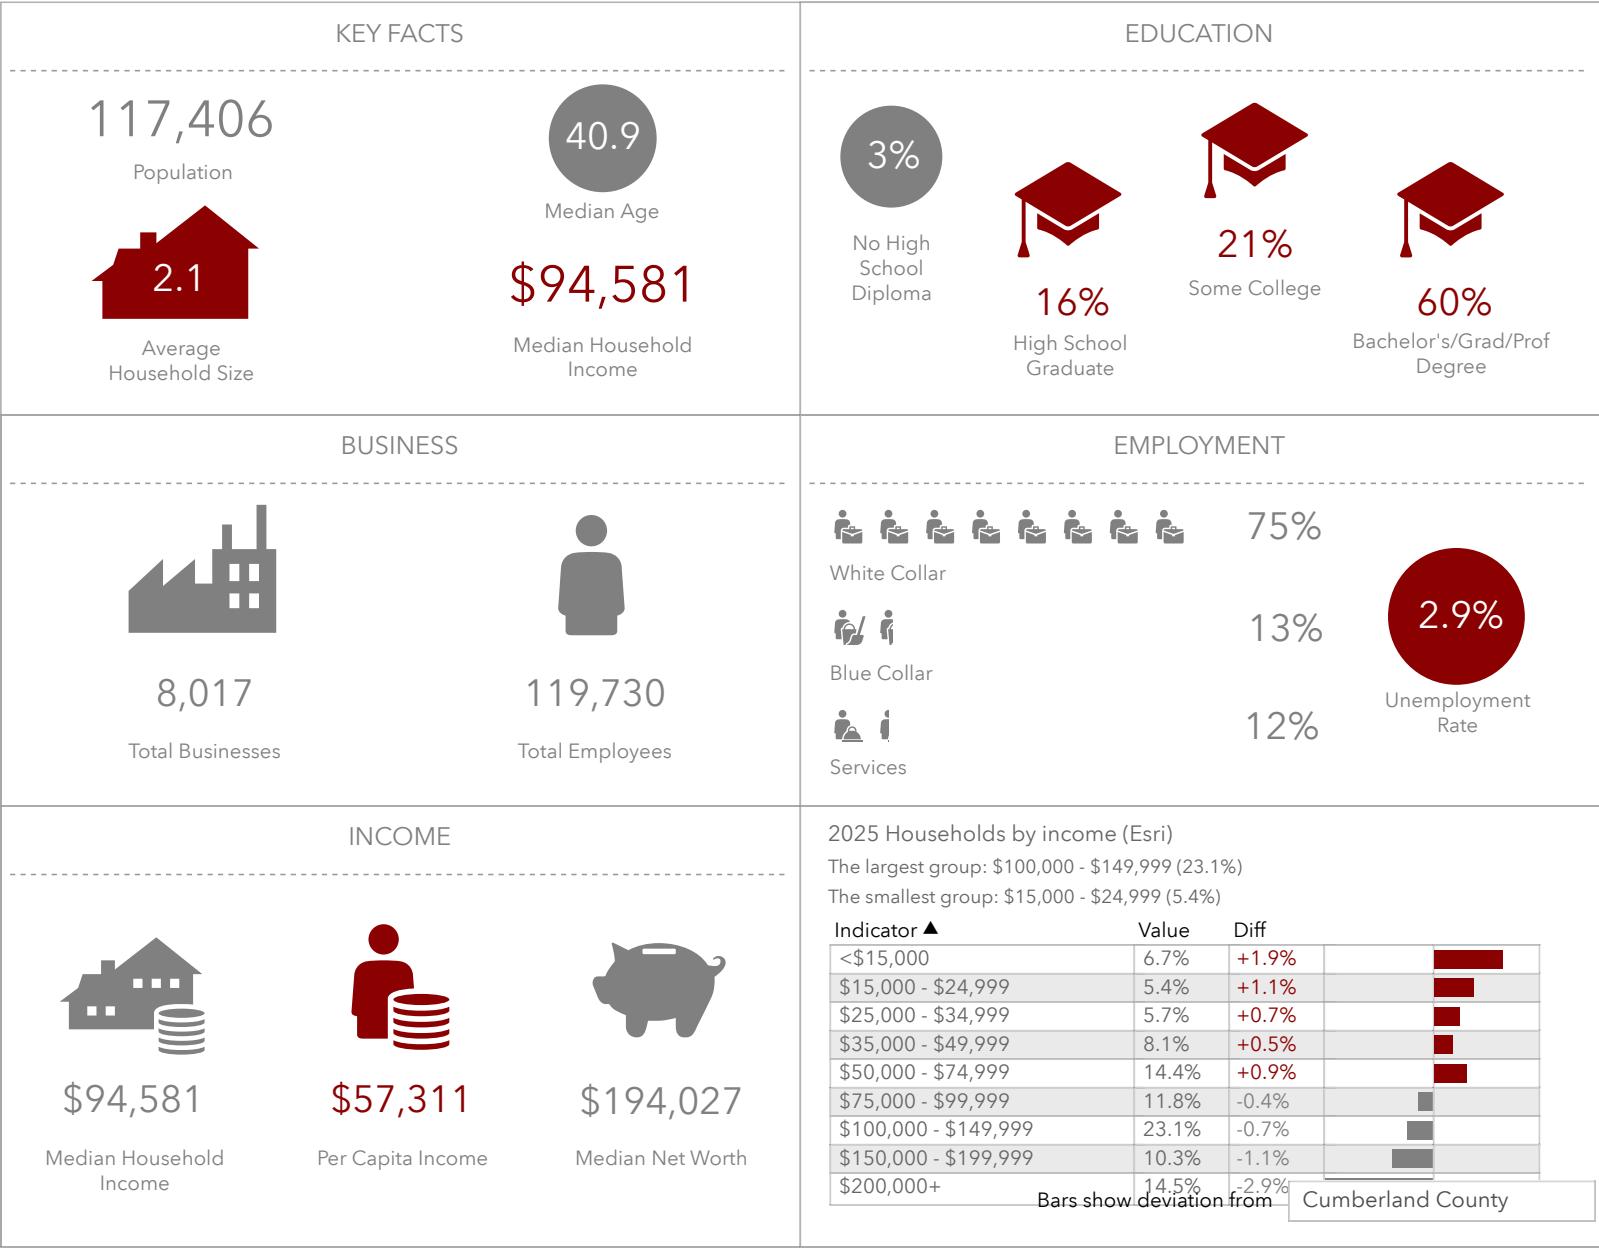 KEY FACTS
117,406
Population
40.9
Median Age
2.1
Average
Household Size
$94,581
Median Household
Income
EDUCATION
3%
No High
School
Diploma
16%
High School
Graduate
21%
Some College
60%
Bachelor's/Grad/Prof
Degree
BUSINESS
8,017
Total Businesses
119,730
Total Employees
EMPLOYMENT
75%
White Collar
13%
Blue Collar
12%
Services
2.9%
Unemployment
Rate
INCOME
$94,581
Median Household
Income
$57,311
Per Capita Income
$194,027
Median Net Worth
2025 Households by income (Esri)
The largest group: $100,000 - $149,999 (23.1%)
The smallest group: $15,000 - $24,999 (5.4%)
Indicator ▲ Value Diff
<$15,000 6.7% +1.9%
$15,000 - $24,999 5.4% +1.1%
$25,000 - $34,999 5.7% +0.7%
$35,000 - $49,999 8.1% +0.5%
$50,000 - $74,999 14.4% +0.9%
$75,000 - $99,999 11.8% -0.4%
$100,000 - $149,999 23.1% -0.7%
$150,000 - $199,999 10.3% -1.1%
$200,000+ 14.5% -2.9%
Bars show deviation from Cumberland County